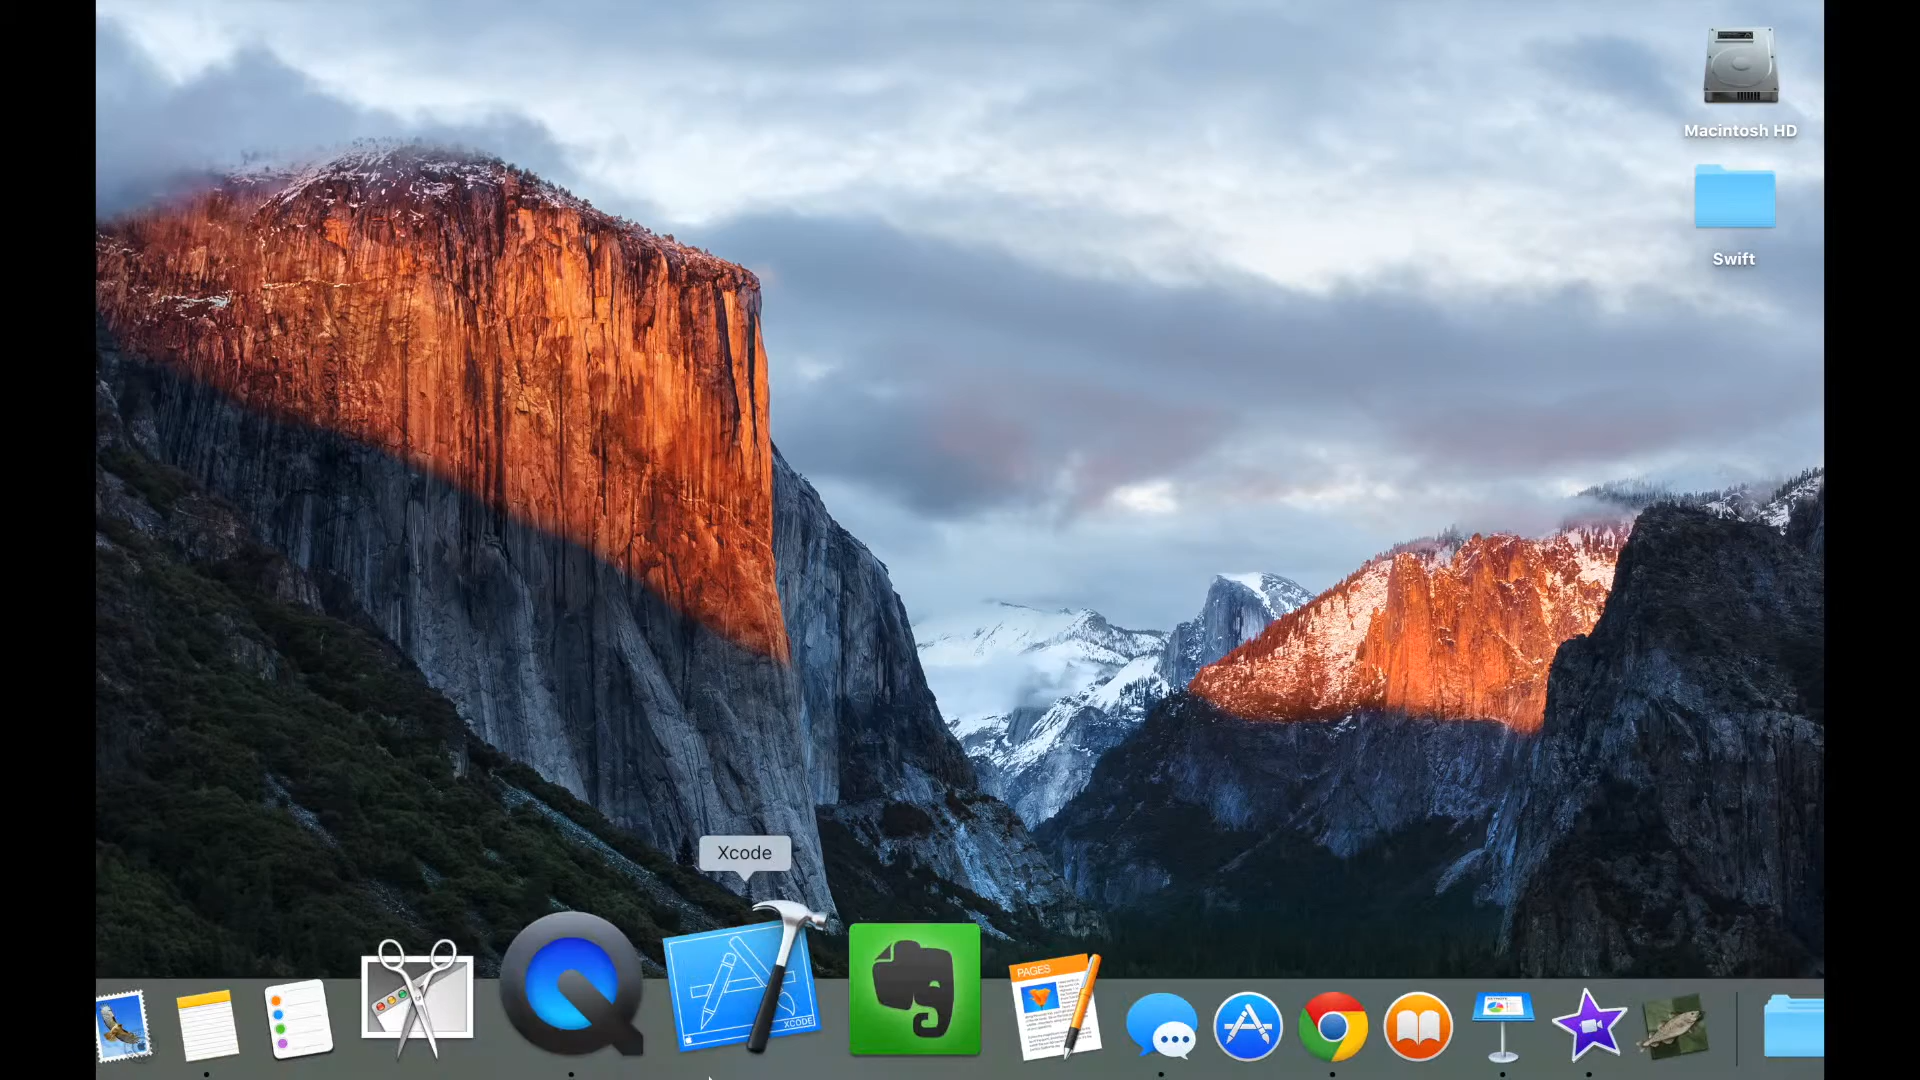 Macintosh HD
Swift
Xcode
XCODE
PAGES